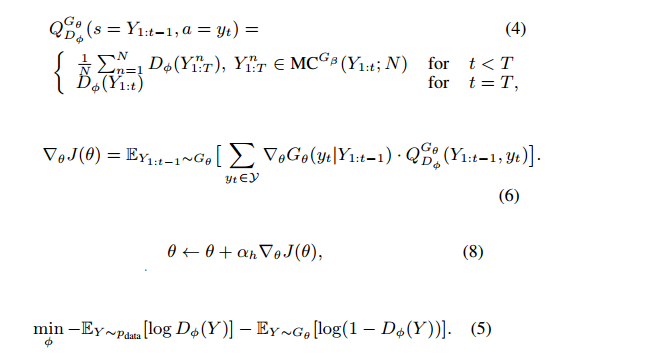 Q^{G_θ}_{D_ϕ}(s = Y_{1:t−1}, a = y_t) = (4)
{ \frac{1}{N} ∑^{N}_{n=1} D_ϕ(Y^n_{1:T}), Y^n_{1:T} ∈ MC^{G_β}(Y_{1:t}; N) for t < T
D_ϕ(Y_{1:t}) for t = T,
∇_θ J(θ) = 𝔼_{Y_{1:t−1}∼G_θ}[ ∑_{y_t∈𝒴} ∇_θ G_θ(y_t|Y_{1:t−1}) · Q^{G_θ}_{D_ϕ}(Y_{1:t−1}, y_t)].
(6)
θ ← θ + α_h ∇_θ J(θ), (8)
min_ϕ −𝔼_{Y∼p_data}[log D_ϕ(Y)] − 𝔼_{Y∼G_θ}[log(1 − D_ϕ(Y))]. (5)